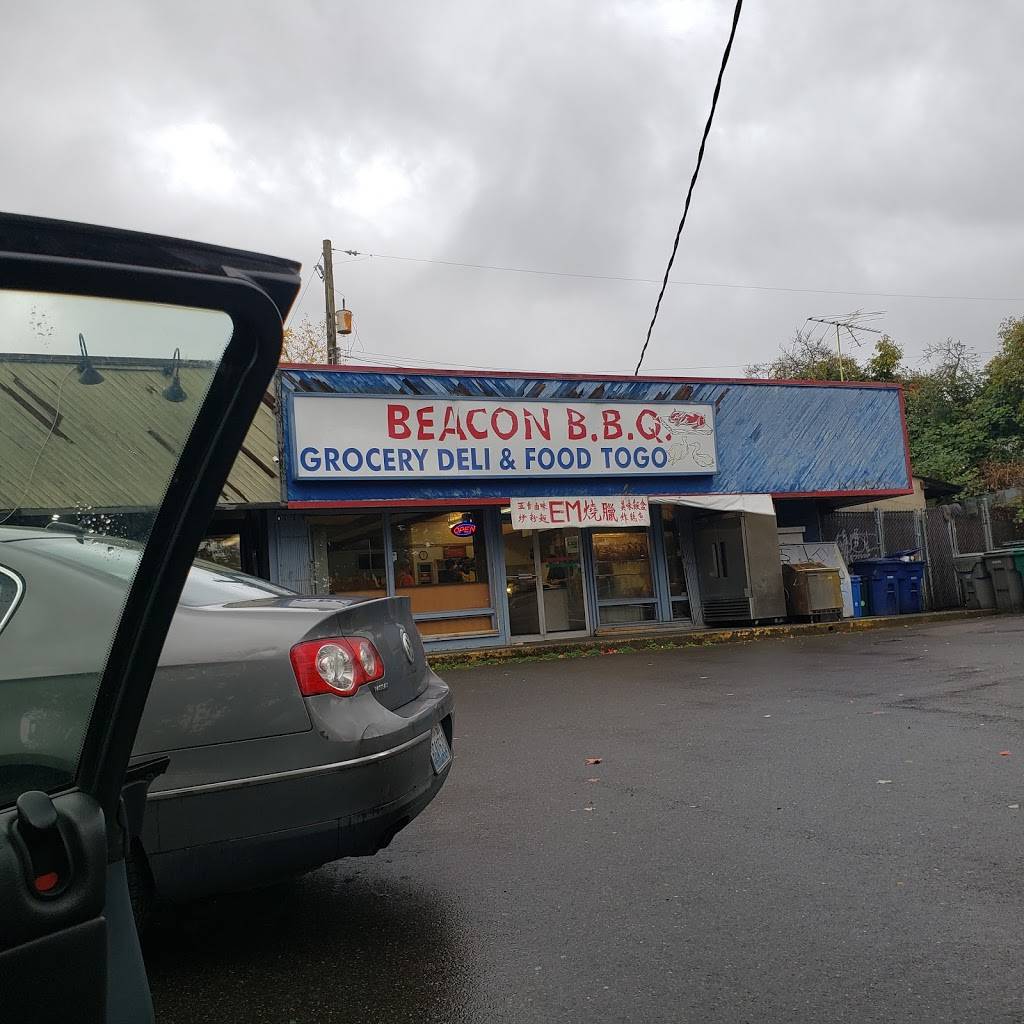 BEACON B.B.Q.
GROCERY DELI & FOOD TOGO
EM燒臘
OPEN